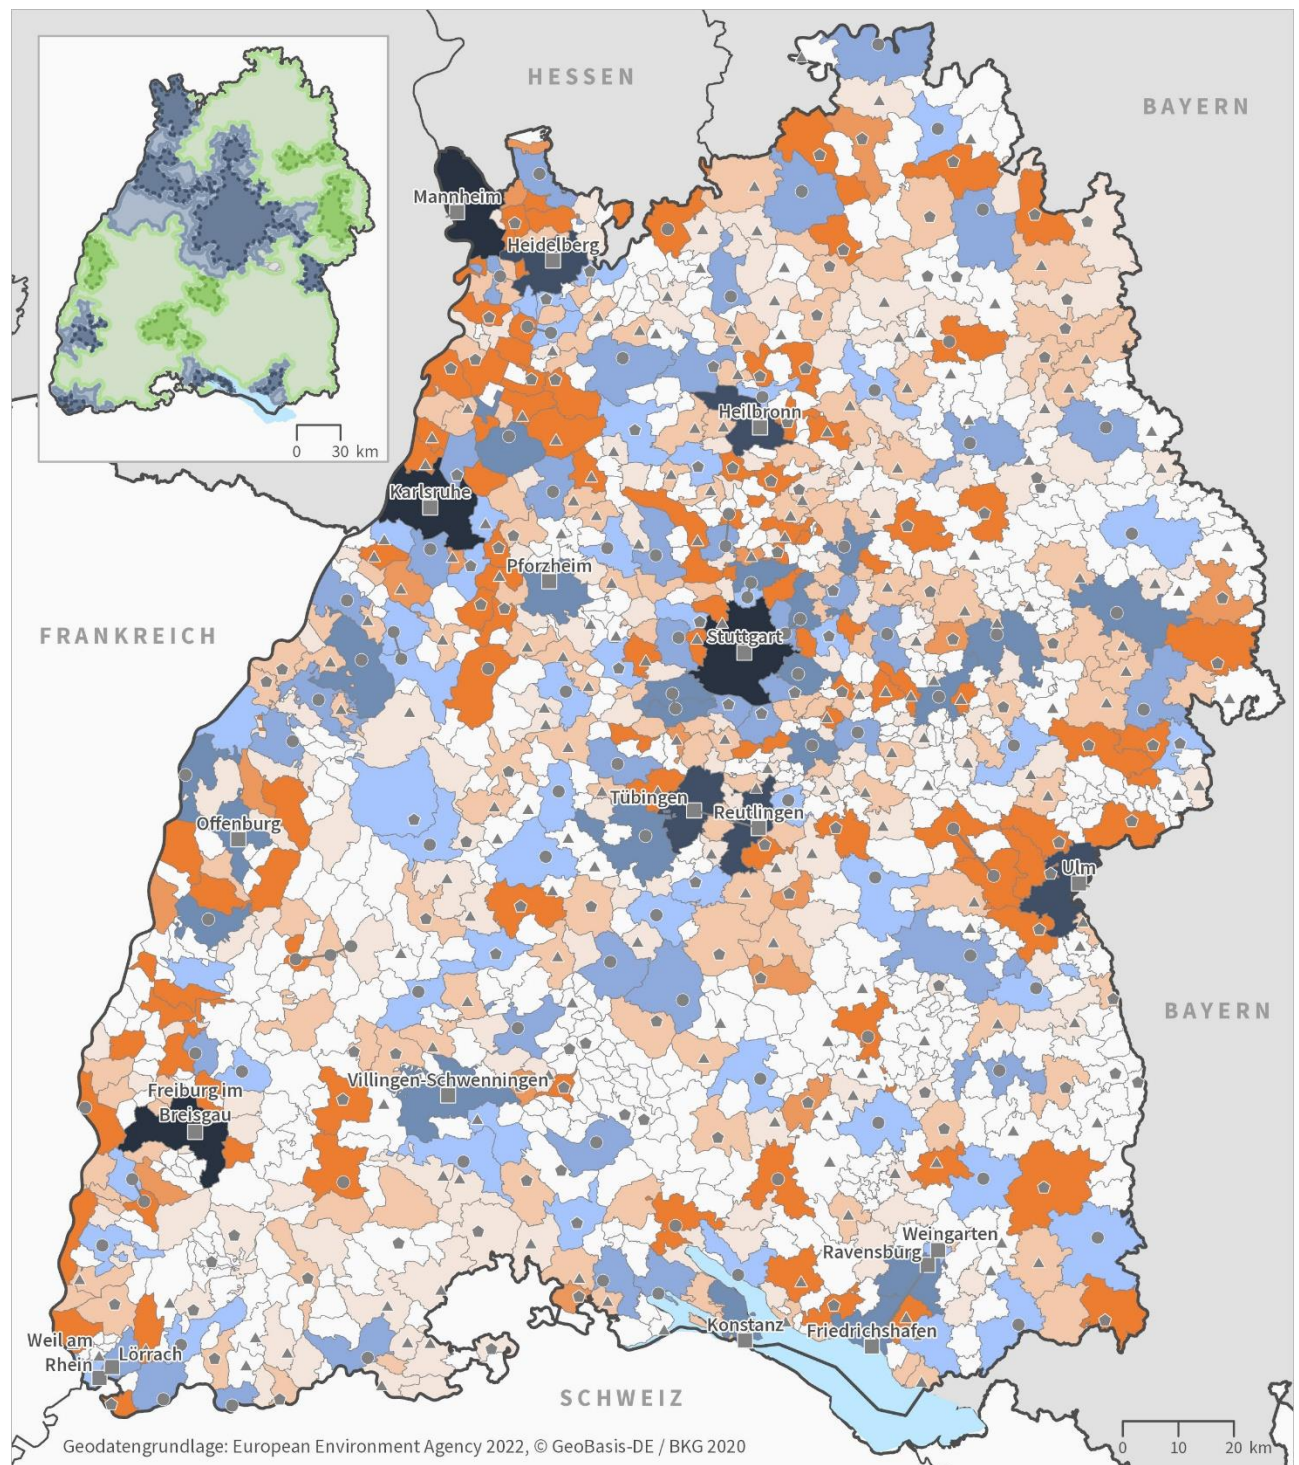 HESSEN
BAYERN
Mannheim
Heidelberg
0 30 km
Heilbronn
Karlsruhe
Pforzheim
FRANKREICH
Stuttgart
Tübingen
Reutlingen
Offenburg
Ulm
BAYERN
Villingen-Schwenningen
Freiburg im
Breisgau
Weingarten
Ravensburg
Konstanz
Friedrichshafen
Weil am
Rhein
Lörrach
SCHWEIZ
Geodatengrundlage: European Environment Agency 2022, © GeoBasis-DE / BKG 2020
0 10 20 km